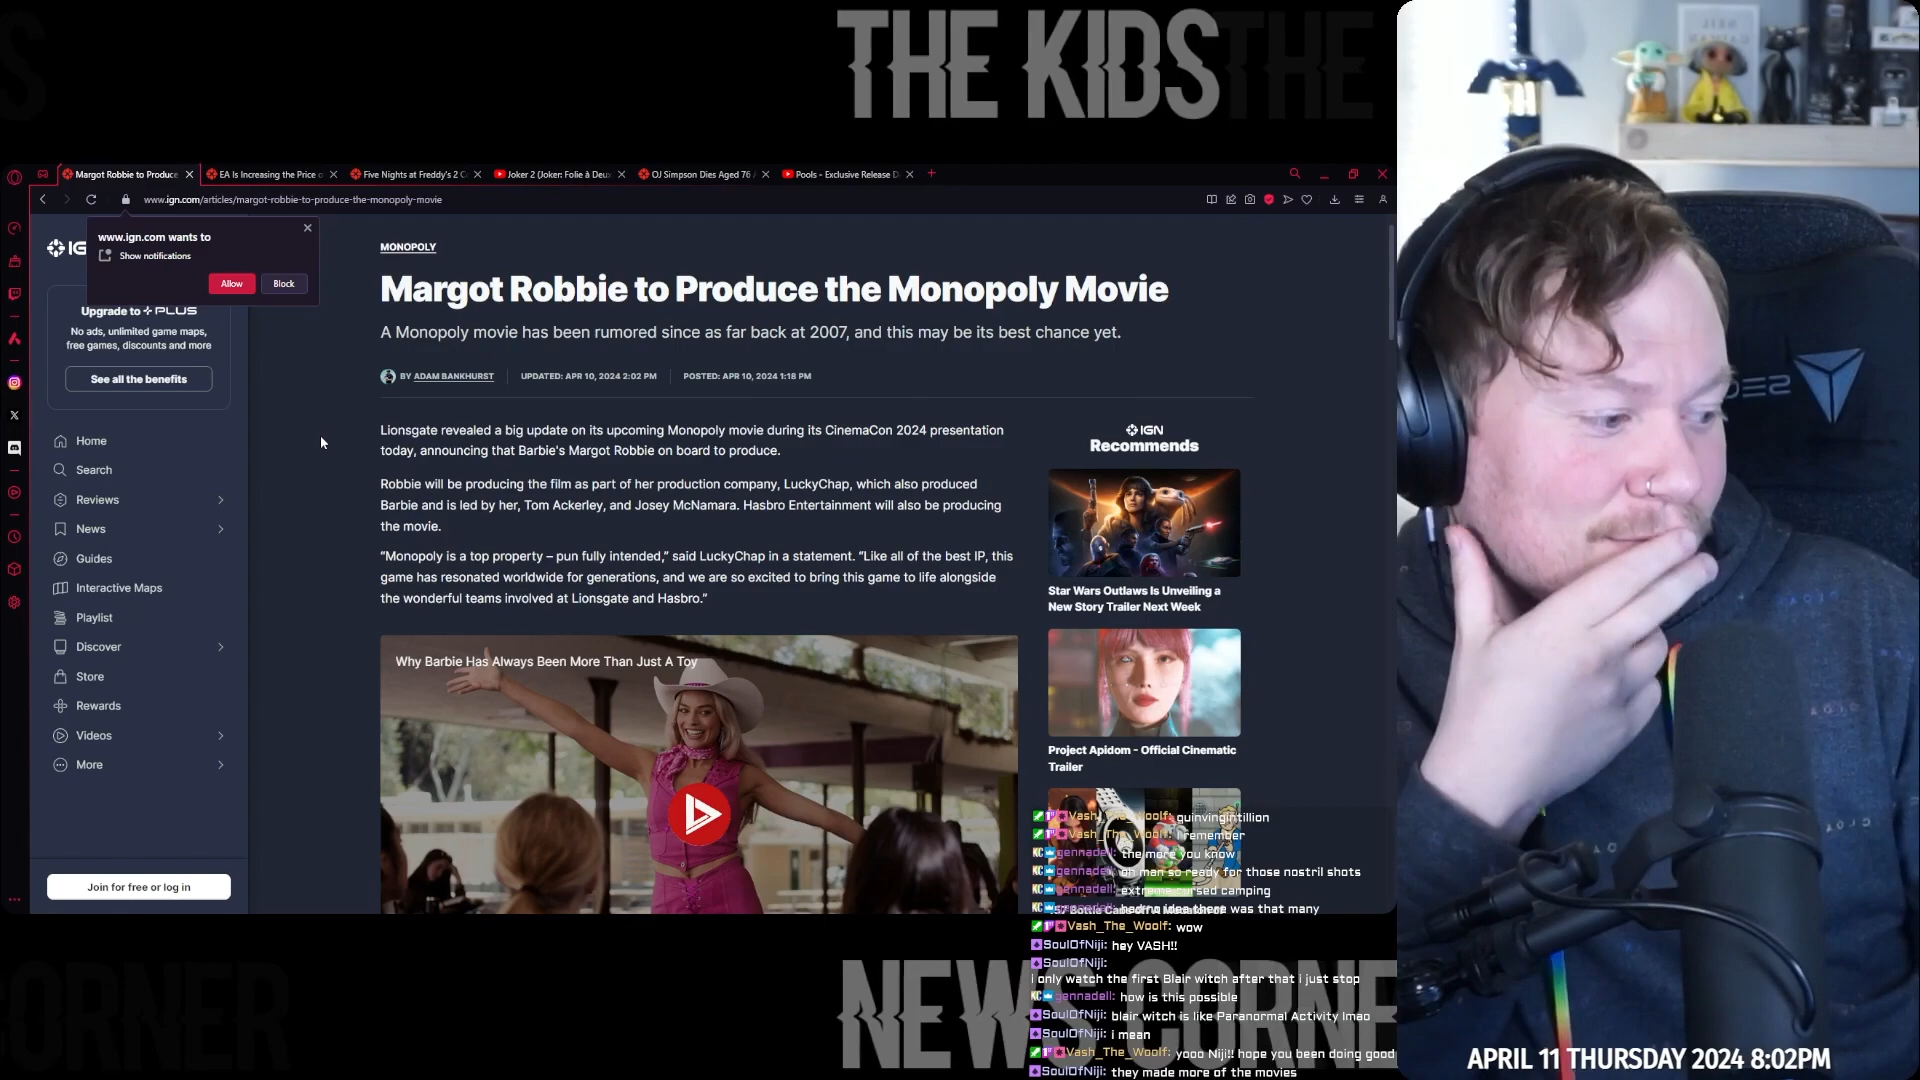 THE KIDS THE
Margot Robbie to Produce
EA Is Increasing the Price o
Five Nights at Freddy's 2 C
Joker 2 (Joker: Folie à Deux
OJ Simpson Dies Aged 76
Pools - Exclusive Release D
www.ign.com/articles/margot-robbie-to-produce-the-monopoly-movie
www.ign.com wants to
Show notifications
Allow
Block
Upgrade to PLUS
No ads, unlimited game maps,
free games, discounts and more
See all the benefits
Home
Search
Reviews
News
Guides
Interactive Maps
Playlist
Discover
Store
Rewards
Videos
More
Join for free or log in
MONOPOLY
Margot Robbie to Produce the Monopoly Movie
A Monopoly movie has been rumored since as far back at 2007, and this may be its best chance yet.
BY ADAM BANKHURST
UPDATED: APR 10, 2024 2:02 PM
POSTED: APR 10, 2024 1:18 PM
Lionsgate revealed a big update on its upcoming Monopoly movie during its CinemaCon 2024 presentation
today, announcing that Barbie's Margot Robbie on board to produce.
Robbie will be producing the film as part of her production company, LuckyChap, which also produced
Barbie and is led by her, Tom Ackerley, and Josey McNamara. Hasbro Entertainment will also be producing
the movie.
“Monopoly is a top property – pun fully intended,” said LuckyChap in a statement. “Like all of the best IP, this
game has resonated worldwide for generations, and we are so excited to bring this game to life alongside
the wonderful teams involved at Lionsgate and Hasbro.”
Why Barbie Has Always Been More Than Just A Toy
IGN
Recommends
Star Wars Outlaws Is Unveiling a
New Story Trailer Next Week
Project Apidom - Official Cinematic
Trailer
Vash_The_Woolf: quinvingintillion
Vash_The_Woolf: I remember
gennadell: the more you know
gennadell: oh man so ready for those nostril shots
gennadell: extreme cursed camping
gennadell: had no idea there was that many
Vash_The_Woolf: wow
SoulOfNiji: hey VASH!!
SoulOfNiji:
i only watch the first Blair witch after that i just stop
gennadell: how is this possible
SoulOfNiji: blair witch is like Paranormal Activity lmao
SoulOfNiji: i mean
Vash_The_Woolf: yooo Niji!! hope you been doing good
SoulOfNiji: they made more of the movies
NEWS CORNER
CORNER
APRIL 11 THURSDAY 2024 8:02PM